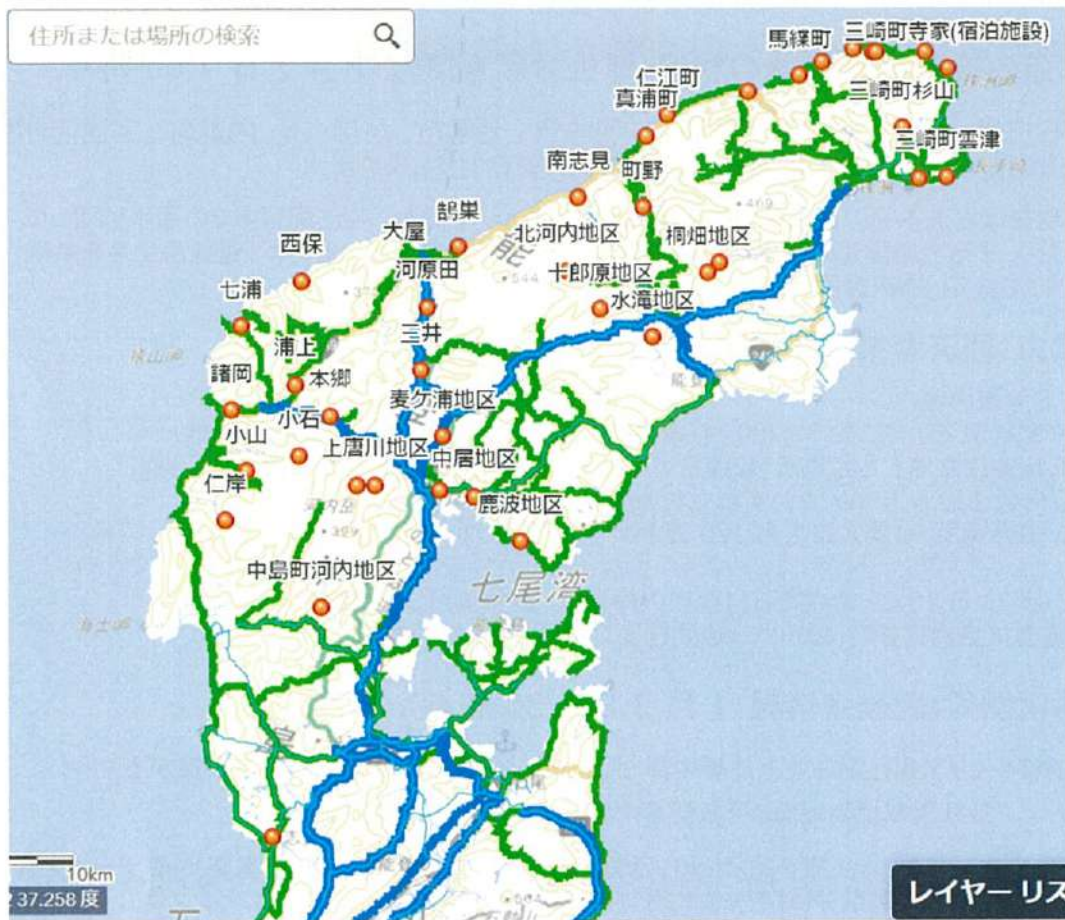 住所または場所の検索
三崎町寺家(宿泊施設)
馬緤町
仁江町
真浦町
三崎町杉山
三崎町雲津
南志見
町野
鵠巣
大屋
北河内地区
桐畑地区
西保
河原田
十郎原地区
水滝地区
七浦
三井
浦上
諸岡
本郷
麦ケ浦地区
小石
小山
上唐川地区
中居地区
仁岸
鹿波地区
中島町河内地区
七尾湾
能
10km
37.258 度
レイヤー リス